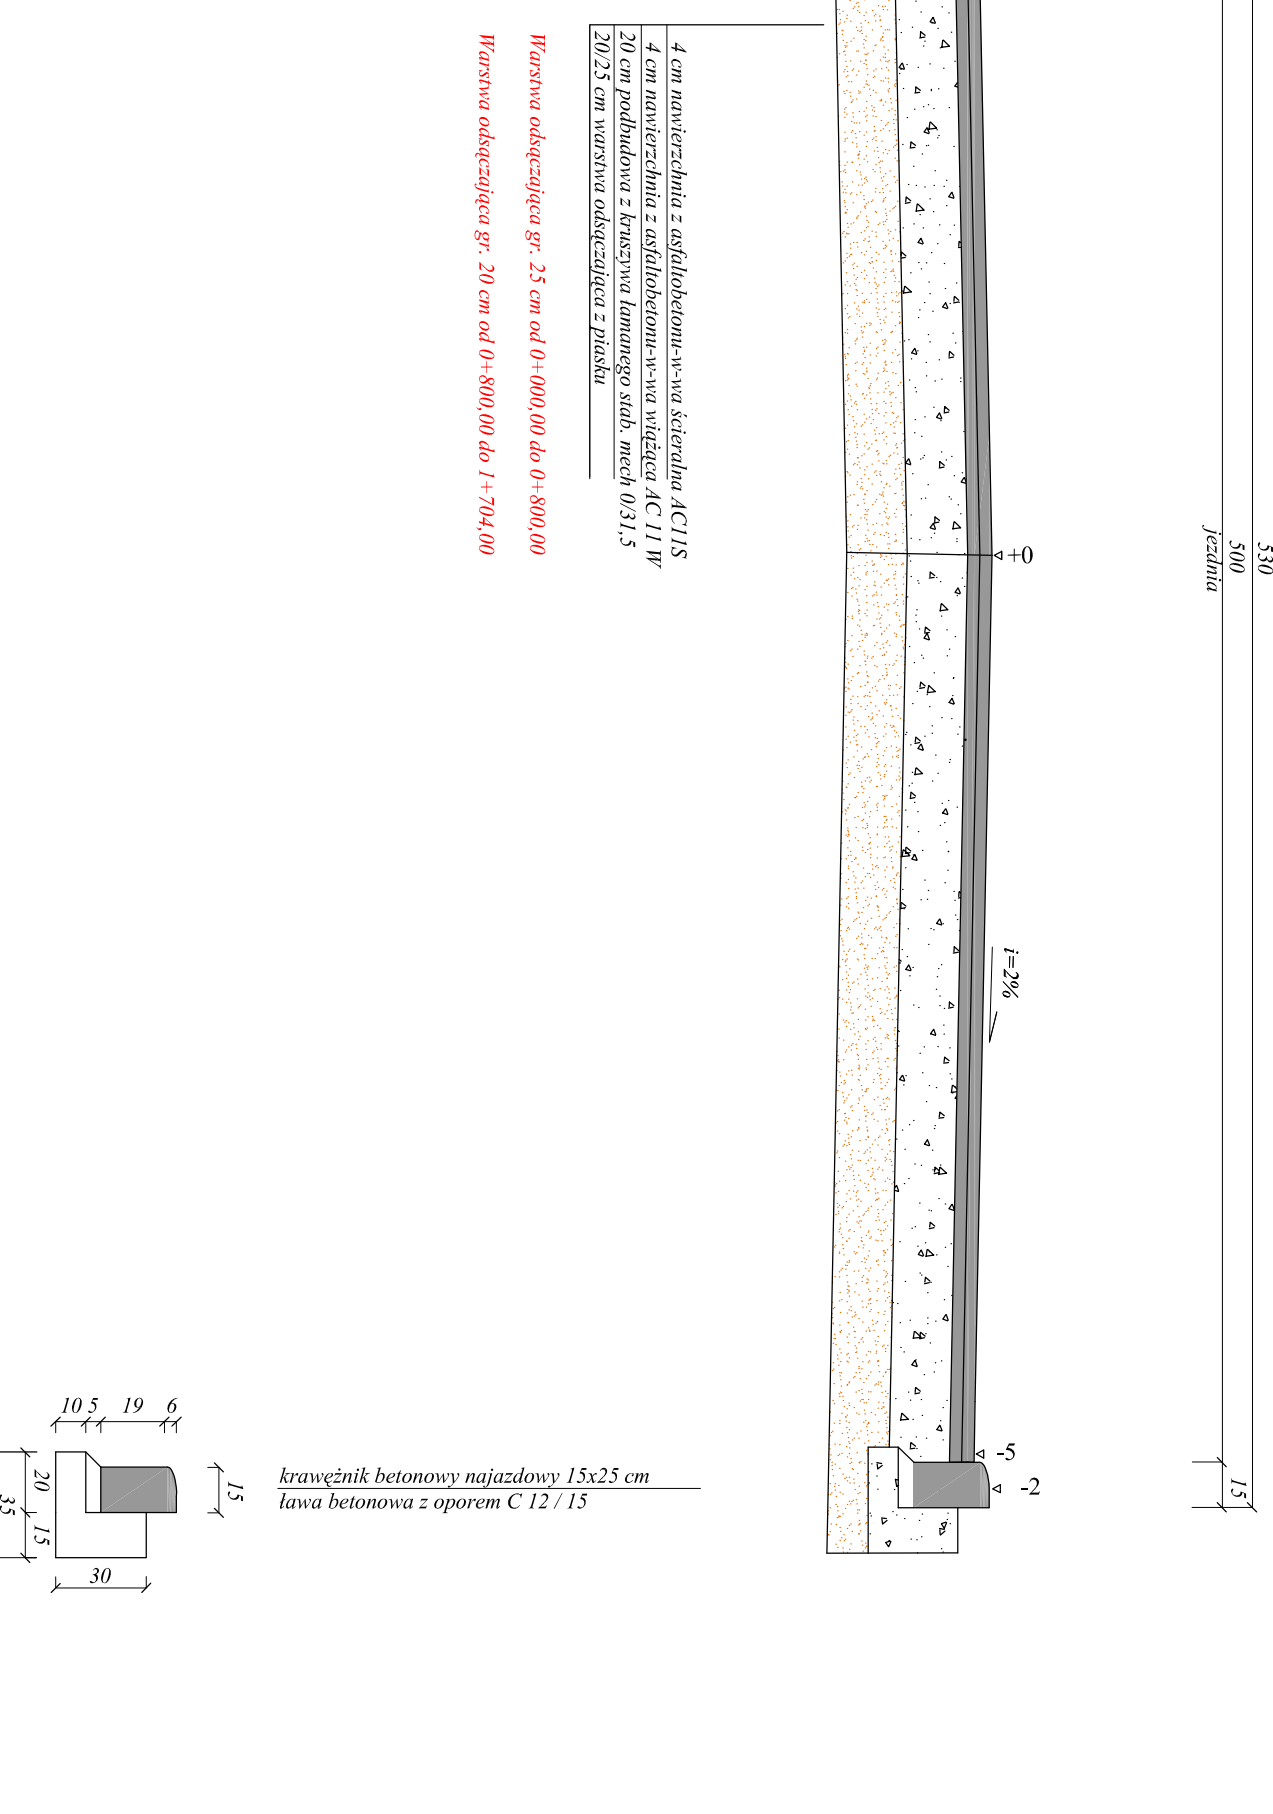 530
500
jezdnia
15
+0
i=2%
-5
-2
4 cm nawierzchnia z asfaltobetonu-w-wa ścieralna AC11S
4 cm nawierzchnia z asfaltobetonu-w-wa wiążąca AC 11 W
20 cm podbudowa z kruszywa łamanego stab. mech 0/31,5
20/25 cm warstwa odsączająca z piasku
Warstwa odsączająca gr. 25 cm od 0+000,00 do 0+800,00
Warstwa odsączająca gr. 20 cm od 0+800,00 do 1+704,00
10 5 19 6
20
15
35
15
30
krawężnik betonowy najazdowy 15x25 cm
ława betonowa z oporem C 12 / 15